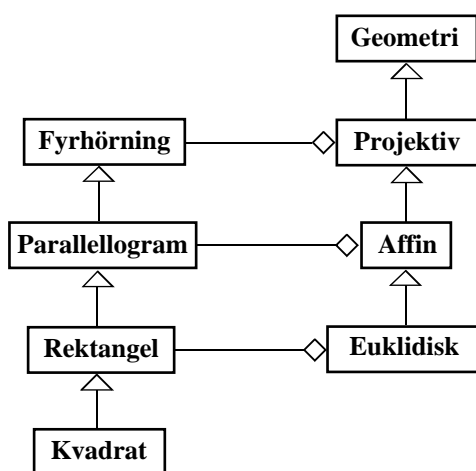 Geometri
Fyrhörning
Projektiv
Parallellogram
Affin
Rektangel
Euklidisk
Kvadrat